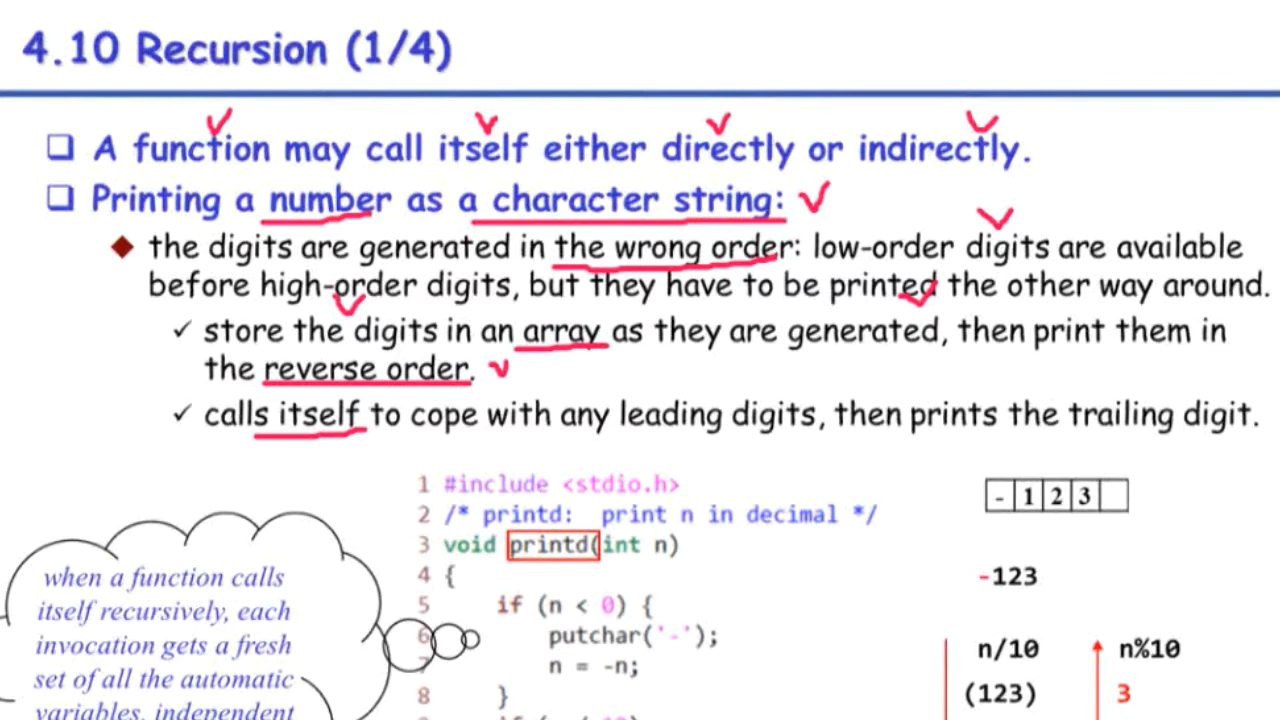 4.10 Recursion (1/4)
A function may call itself either directly or indirectly.
Printing a number as a character string:
the digits are generated in the wrong order: low-order digits are available
before high-order digits, but they have to be printed the other way around.
store the digits in an array as they are generated, then print them in
the reverse order.
calls itself to cope with any leading digits, then prints the trailing digit.
when a function calls
itself recursively, each
invocation gets a fresh
set of all the automatic
variables, independent
1 #include <stdio.h>
2 /* printd: print n in decimal */
3 void printd(int n)
4 {
5 if (n < 0) {
6 putchar('-');
7 n = -n;
8 }
- 1 2 3
-123
n/10 n%10
(123) 3